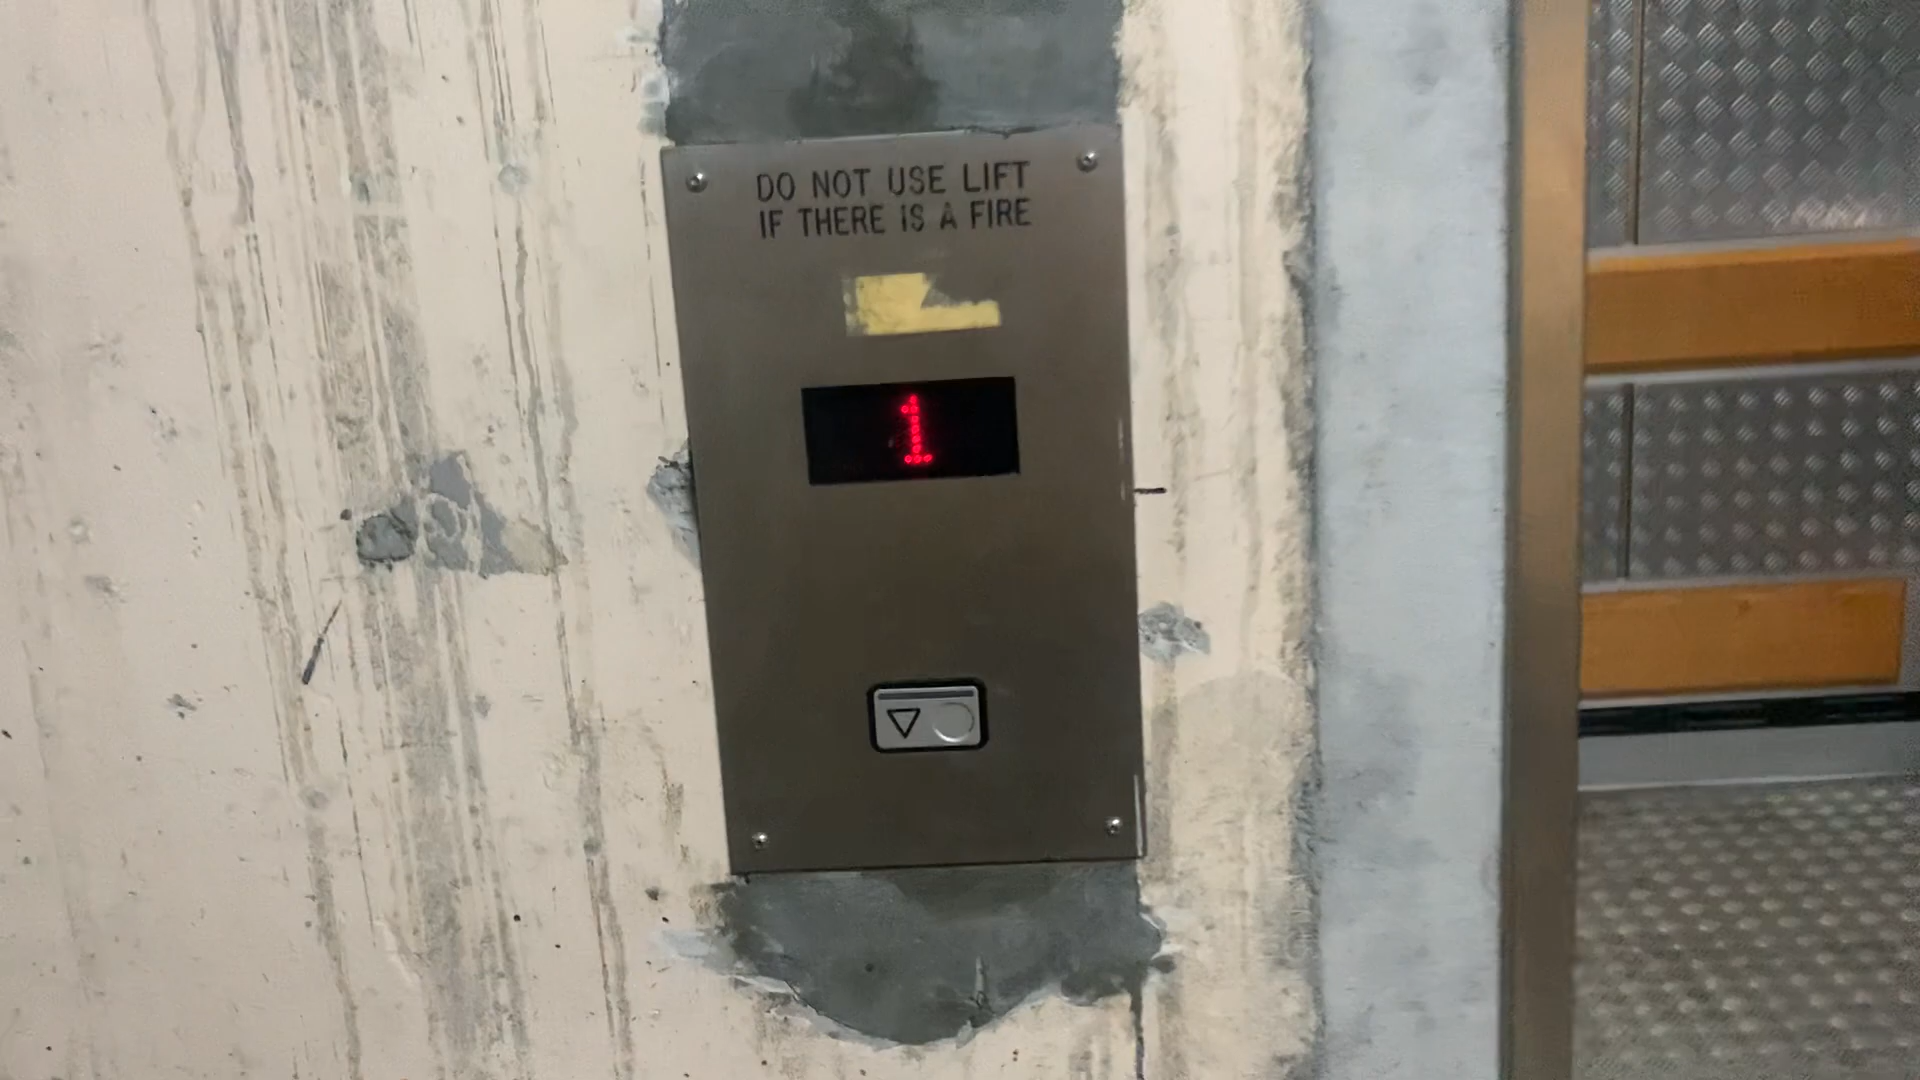 DO NOT USE LIFT
IF THERE IS A FIRE
1